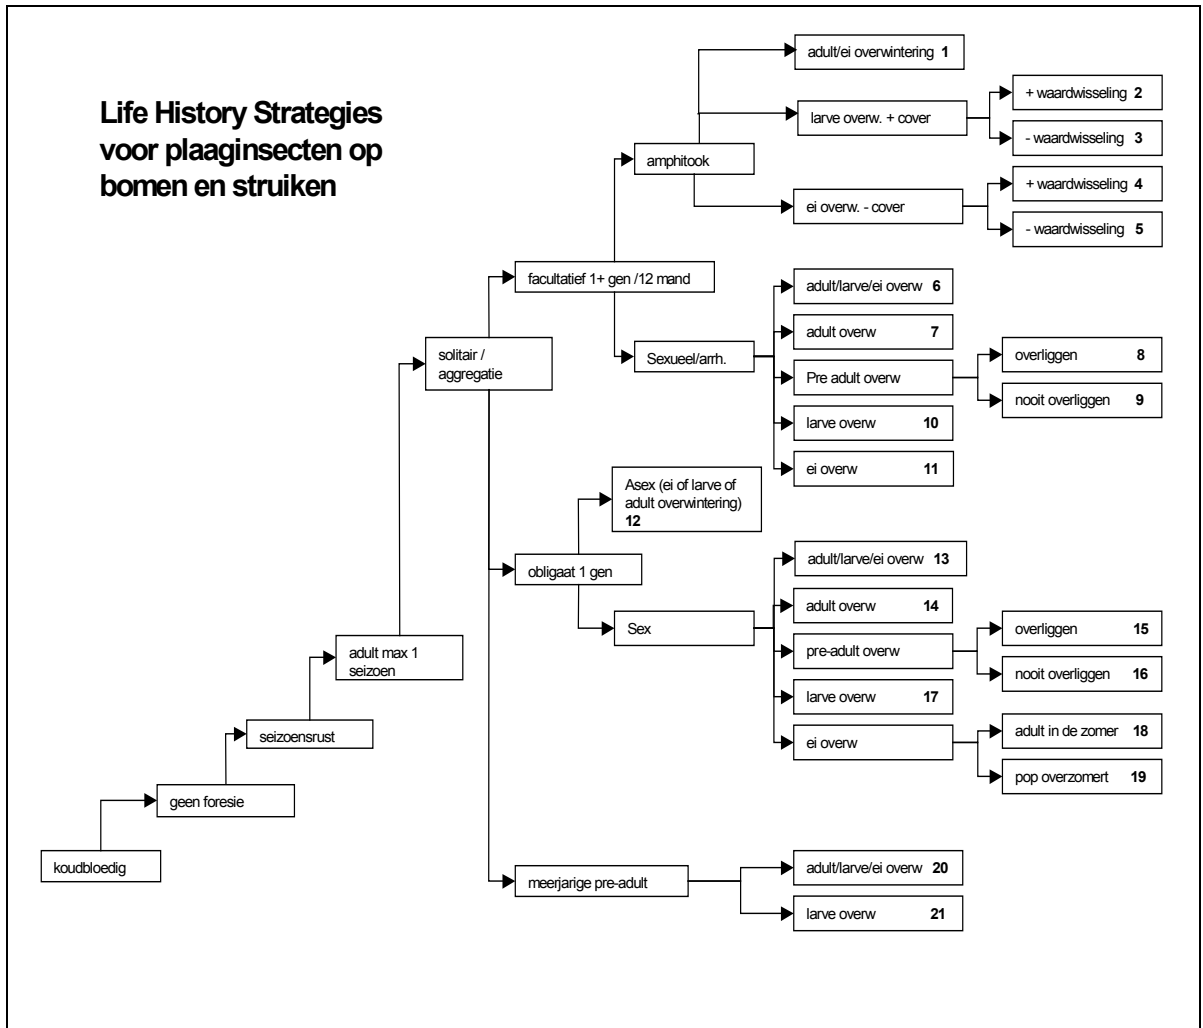 Life History Strategies
voor plaaginsecten op
bomen en struiken
koudbloedig
geen foresie
seizoensrust
adult max 1
seizoen
solitair /
aggregatie
facultatief 1+ gen /12 mand
amphitook
adult/ei overwintering 1
larve overw. + cover
+ waardwisseling 2
- waardwisseling 3
ei overw. - cover
+ waardwisseling 4
- waardwisseling 5
Sexueel/arrh.
adult/larve/ei overw 6
adult overw 7
Pre adult overw
overliggen 8
nooit overliggen 9
larve overw 10
ei overw 11
obligaat 1 gen
Asex (ei of larve of
adult overwintering)
12
Sex
adult/larve/ei overw 13
adult overw 14
pre-adult overw
overliggen 15
nooit overliggen 16
larve overw 17
ei overw
adult in de zomer 18
pop overzomert 19
meerjarige pre-adult
adult/larve/ei overw 20
larve overw 21